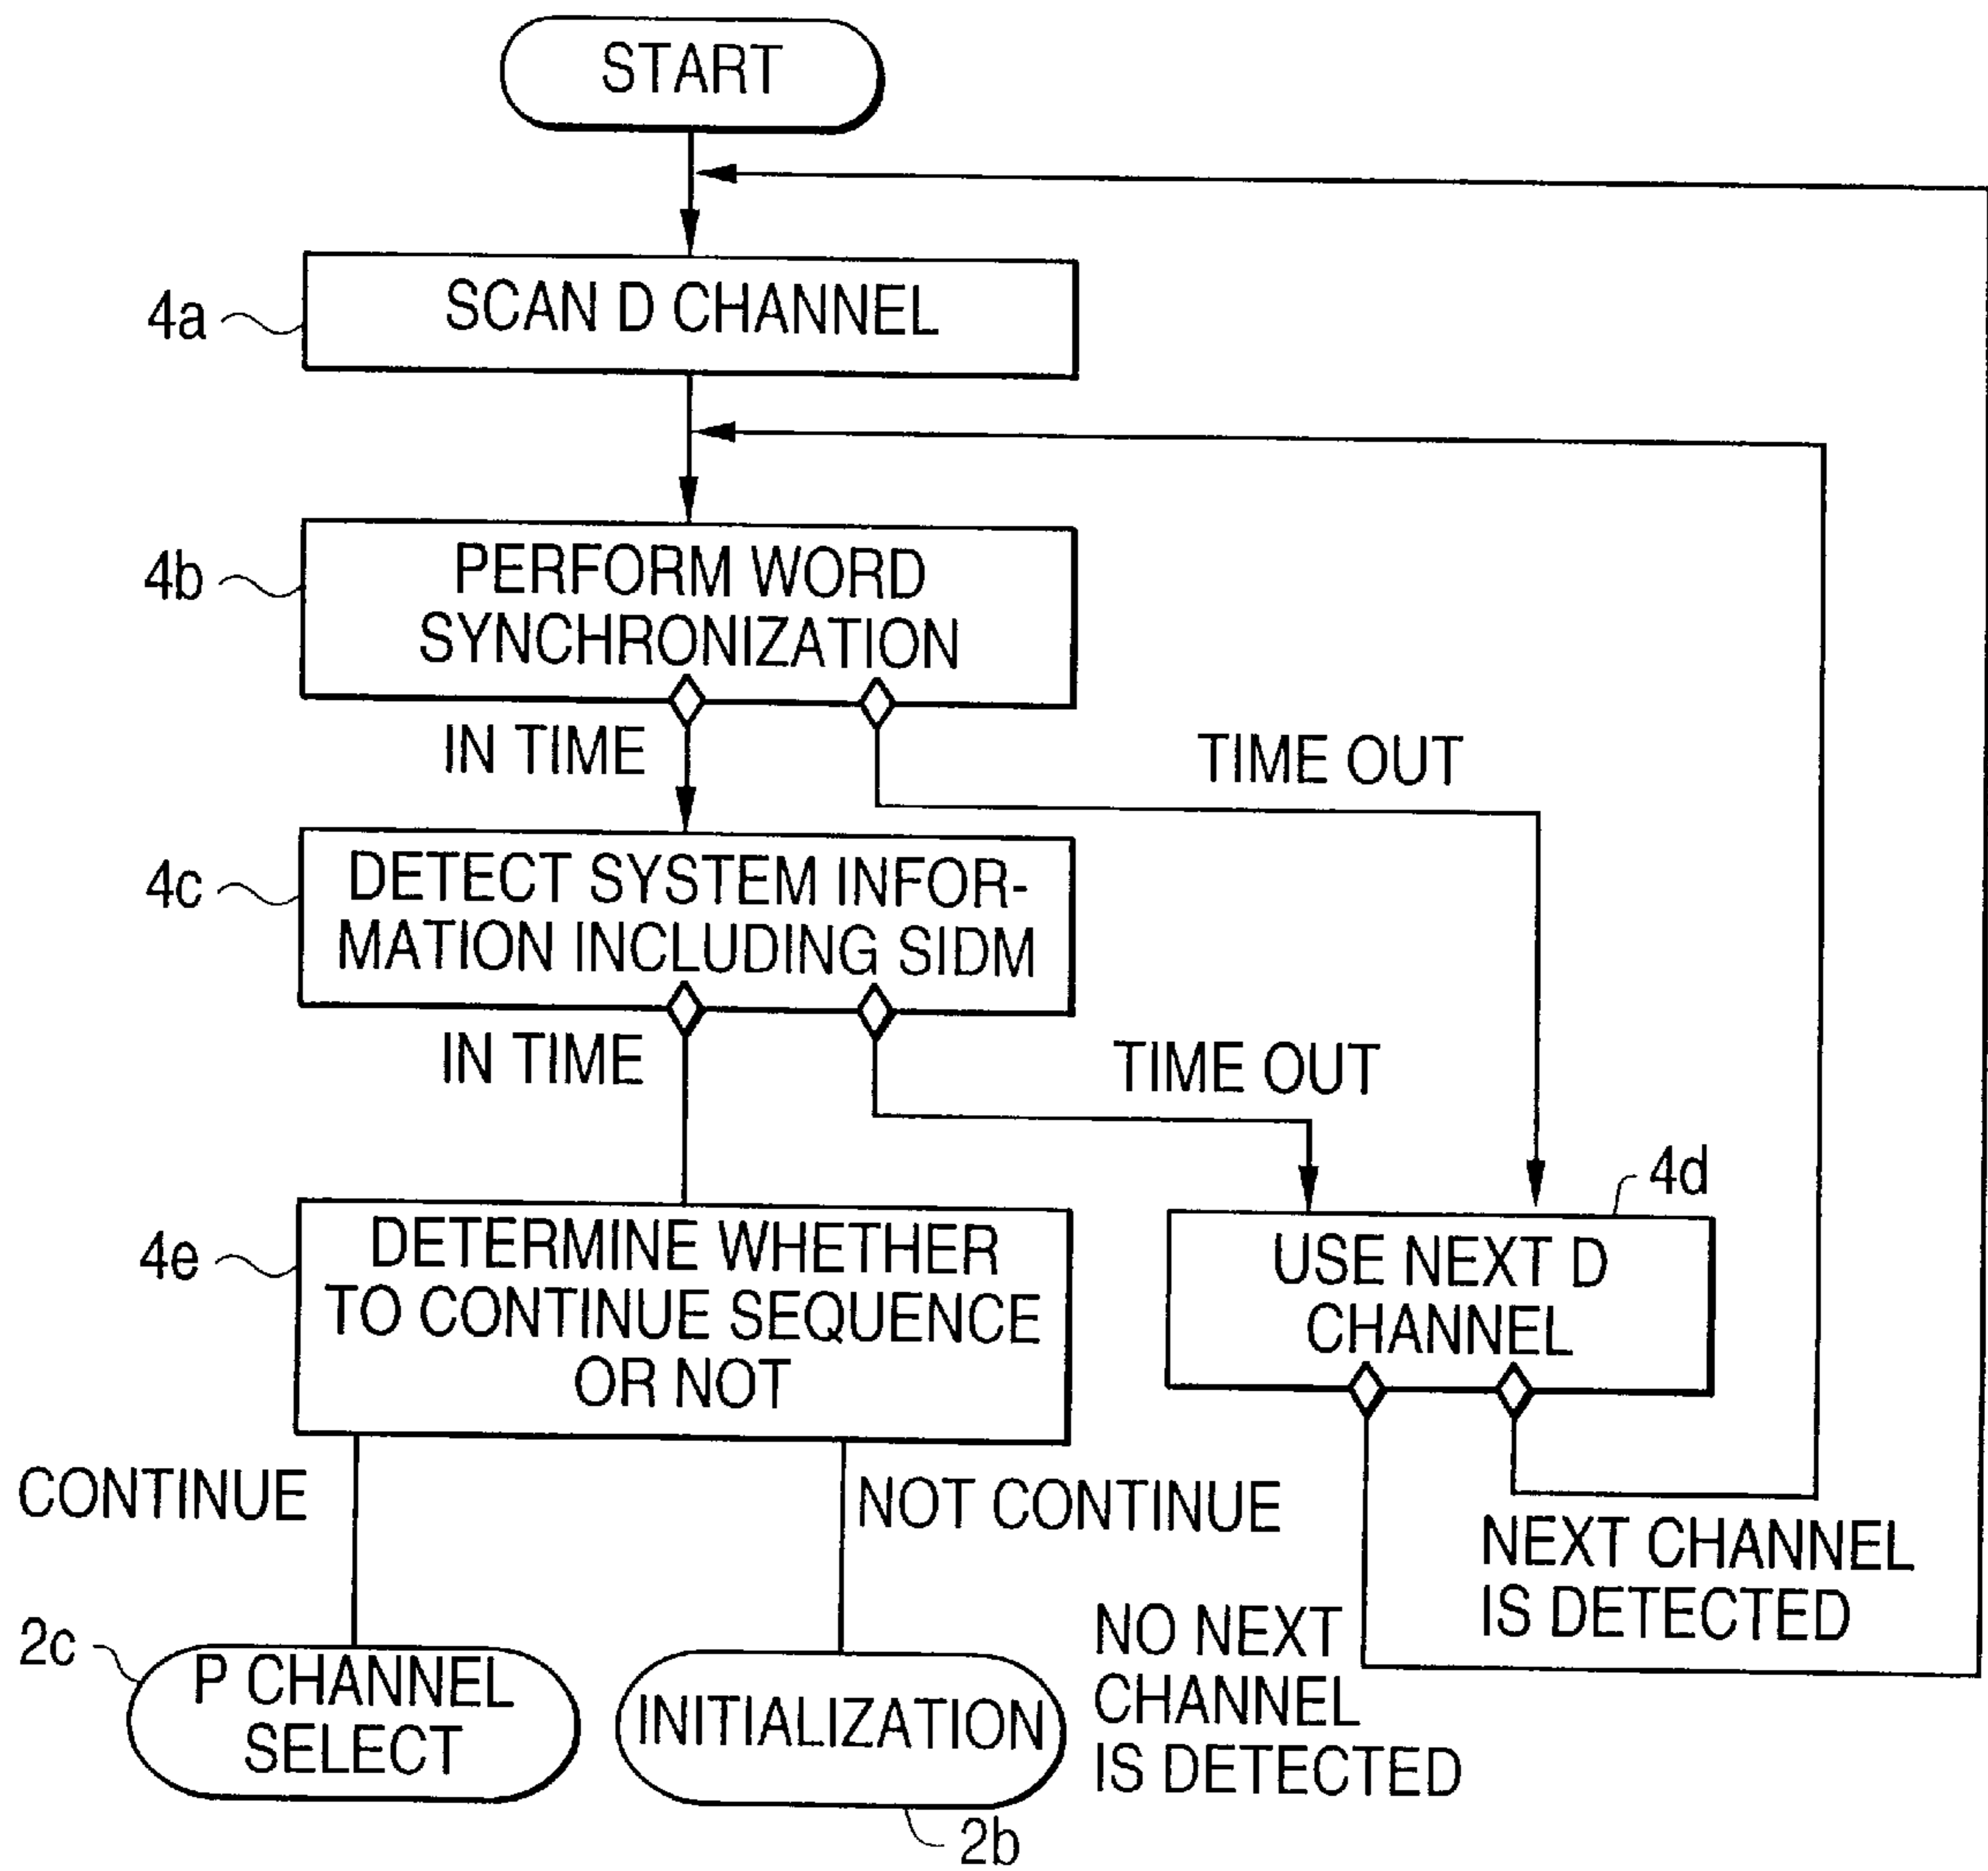 START
4a
SCAN D CHANNEL
4b
PERFORM WORD
SYNCHRONIZATION
IN TIME
TIME OUT
4c
DETECT SYSTEM INFOR-
MATION INCLUDING SIDM
IN TIME
TIME OUT
4d
4e
DETERMINE WHETHER
TO CONTINUE SEQUENCE
OR NOT
USE NEXT D
CHANNEL
CONTINUE
NOT CONTINUE
NEXT CHANNEL
IS DETECTED
NO NEXT
CHANNEL
IS DETECTED
2c
P CHANNEL
SELECT
INITIALIZATION
2b